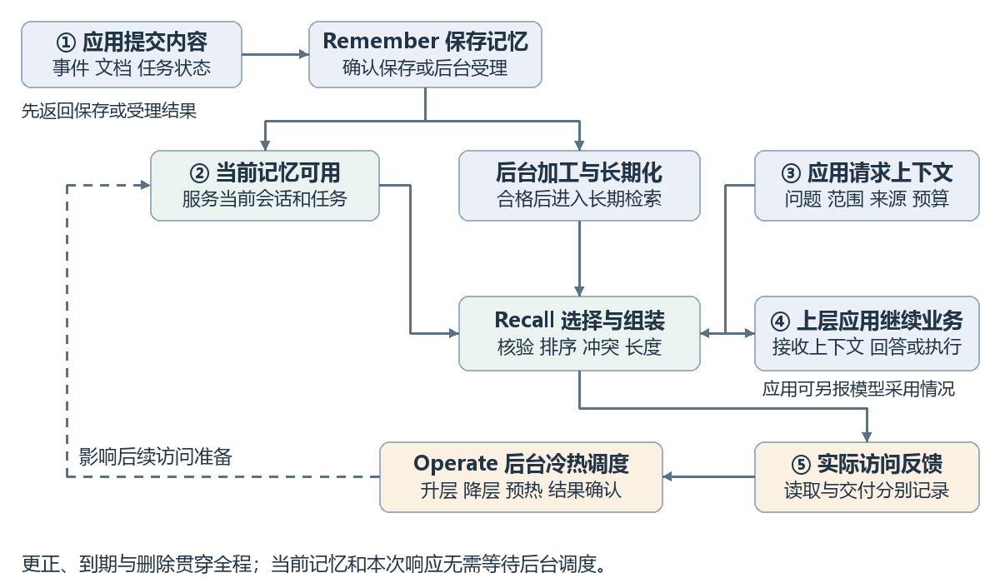 ① 应用提交内容
事件 文档 任务状态
Remember 保存记忆
确认保存或后台受理
先返回保存或受理结果
② 当前记忆可用
服务当前会话和任务
后台加工与长期化
合格后进入长期检索
③ 应用请求上下文
问题 范围 来源 预算
Recall 选择与组装
核验 排序 冲突 长度
④ 上层应用继续业务
接收上下文 回答或执行
应用可另报模型采用情况
影响后续访问准备
Operate 后台冷热调度
升层 降层 预热 结果确认
⑤ 实际访问反馈
读取与交付分别记录
更正、到期与删除贯穿全程；当前记忆和本次响应无需等待后台调度。